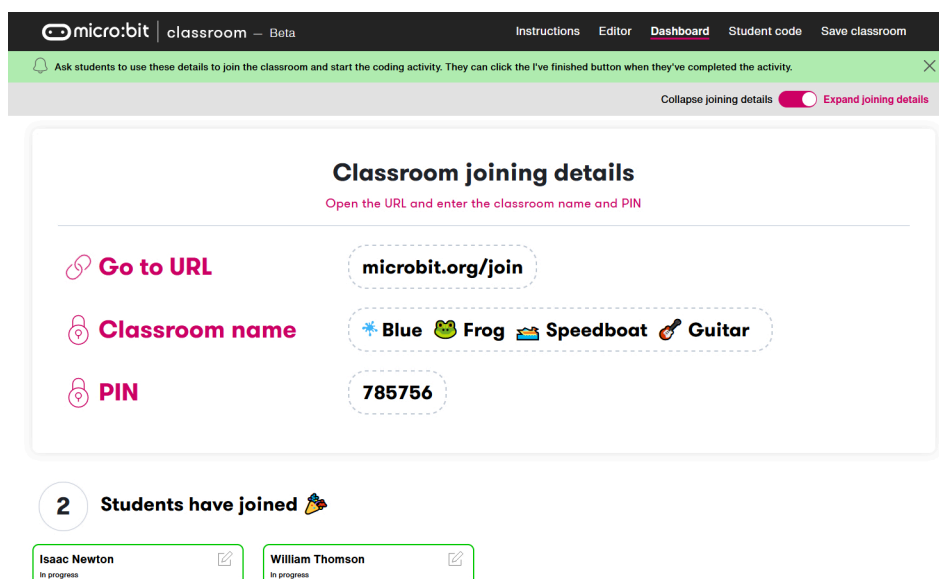 micro:bit classroom – Beta Instructions Editor Dashboard Student code Save classroom
Ask students to use these details to join the classroom and start the coding activity. They can click the I've finished button when they've completed the activity.
Collapse joining details Expand joining details
Classroom joining details
Open the URL and enter the classroom name and PIN
Go to URL microbit.org/join
Classroom name Blue Frog Speedboat Guitar
PIN 785756
2 Students have joined
Isaac Newton William Thomson
In progress In progress